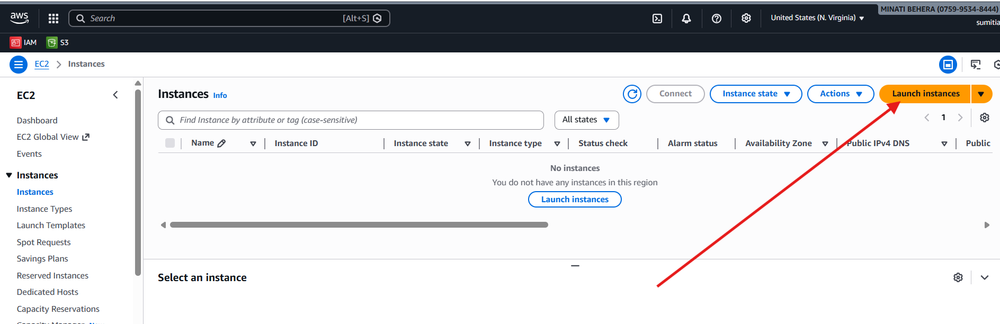 aws
Search [Alt+S]
United States (N. Virginia)
MINATI BEHERA (0759-9534-8444)
sumitia
IAM S3
EC2 Instances
EC2
Dashboard
EC2 Global View
Events
Instances
Instances
Instance Types
Launch Templates
Spot Requests
Savings Plans
Reserved Instances
Dedicated Hosts
Capacity Reservations
Capacity Manager New
Instances Info
Connect Instance state Actions Launch instances
Find Instance by attribute or tag (case-sensitive)
All states
1
Name Instance ID Instance state Instance type Status check Alarm status Availability Zone Public IPv4 DNS Public
No instances
You do not have any instances in this region
Launch instances
Select an instance